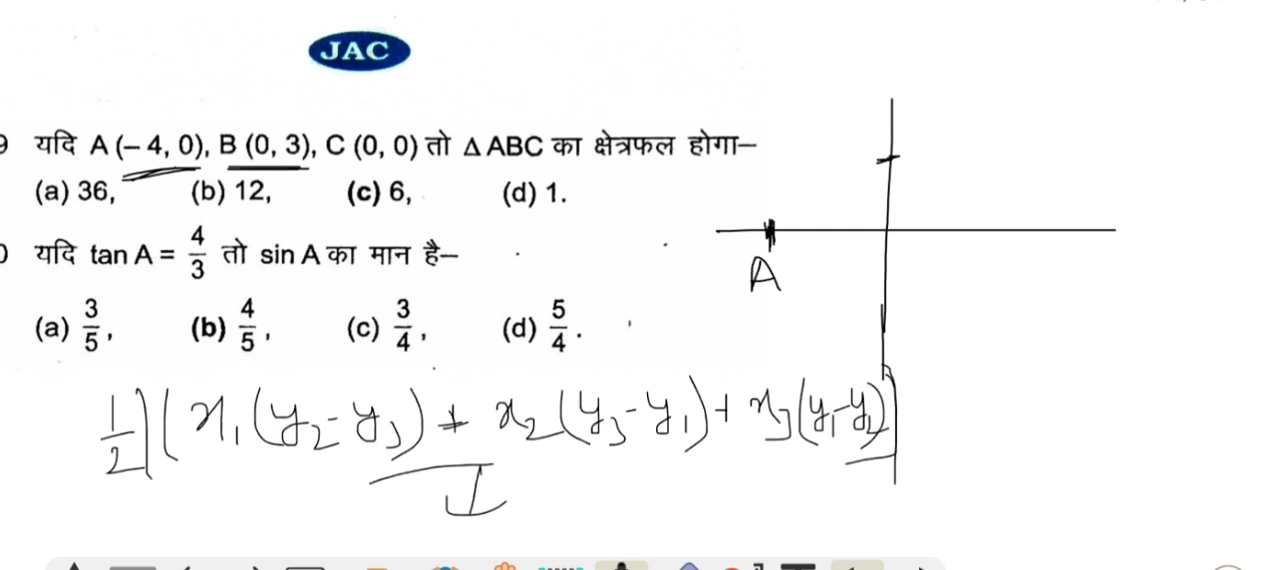 JAC
यदि A (– 4, 0), B (0, 3), C (0, 0) तो Δ ABC का क्षेत्रफल होगा–
(a) 36, (b) 12, (c) 6, (d) 1.
यदि tan A = 4/3 तो sin A का मान है–
(a) 3/5, (b) 4/5, (c) 3/4, (d) 5/4.
A
1/2 |(x₁(y₂-y₃) + x₂(y₃-y₁) + x₃(y₁-y₂)|